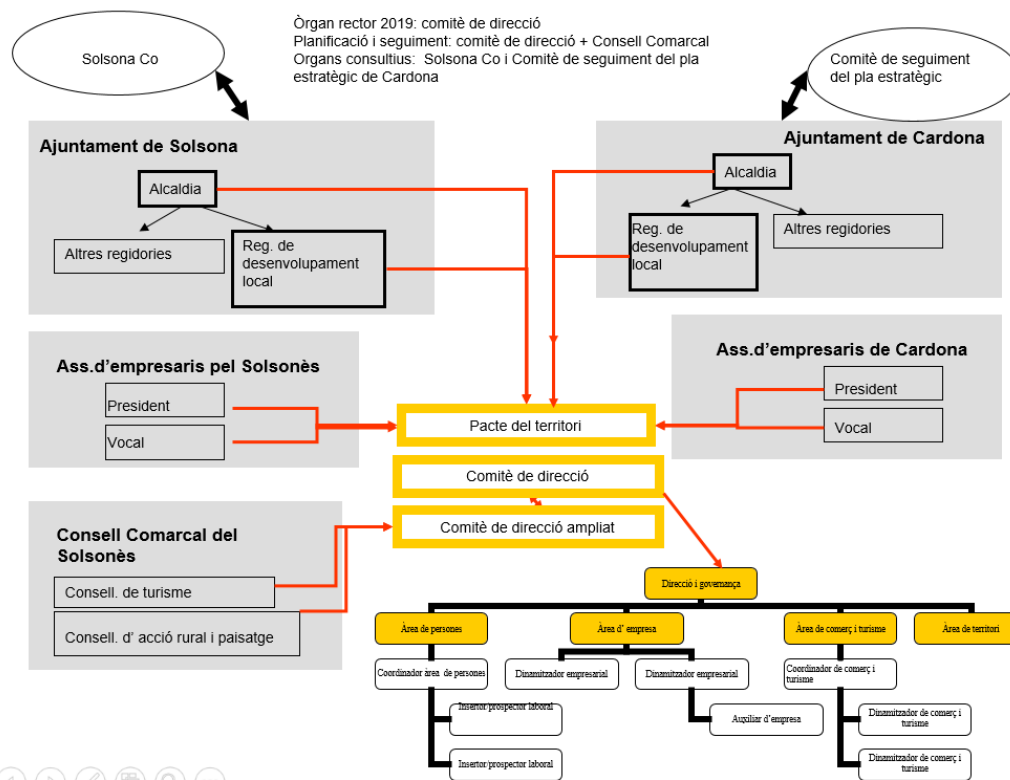 Òrgan rector 2019: comitè de direcció
Planificació i seguiment: comitè de direcció + Consell Comarcal
Organs consultius:  Solsona Co i Comitè de seguiment del pla
estratègic de Cardona
Solsona Co
Comitè de seguiment
del pla estratègic
Ajuntament de Solsona
Alcaldia
Altres regidories
Reg. de
desenvolupament
local
Ajuntament de Cardona
Alcaldia
Reg. de
desenvolupament
local
Altres regidories
Ass.d'empresaris pel Solsonès
President
Vocal
Ass.d'empresaris de Cardona
President
Vocal
Pacte del territori
Comitè de direcció
Comitè de direcció ampliat
Consell Comarcal del
Solsonès
Consell. de turisme
Consell. d' acció rural i paisatge
Direcció i governança
Àrea de persones
Àrea d' empresa
Àrea de comerç i turisme
Àrea de territori
Coordinador àrea de persones
Dinamitzador empresarial
Dinamitzador empresarial
Coordinador de comerç i
turisme
Insertor/prospector laboral
Auxiliar d'empresa
Dinamitzador de comerç i
turisme
Insertor/prospector laboral
Dinamitzador de comerç i
turisme